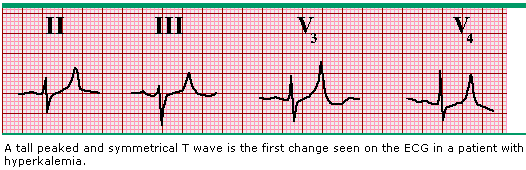 II III V3 V4
A tall peaked and symmetrical T wave is the first change seen on the ECG in a patient with
hyperkalemia.